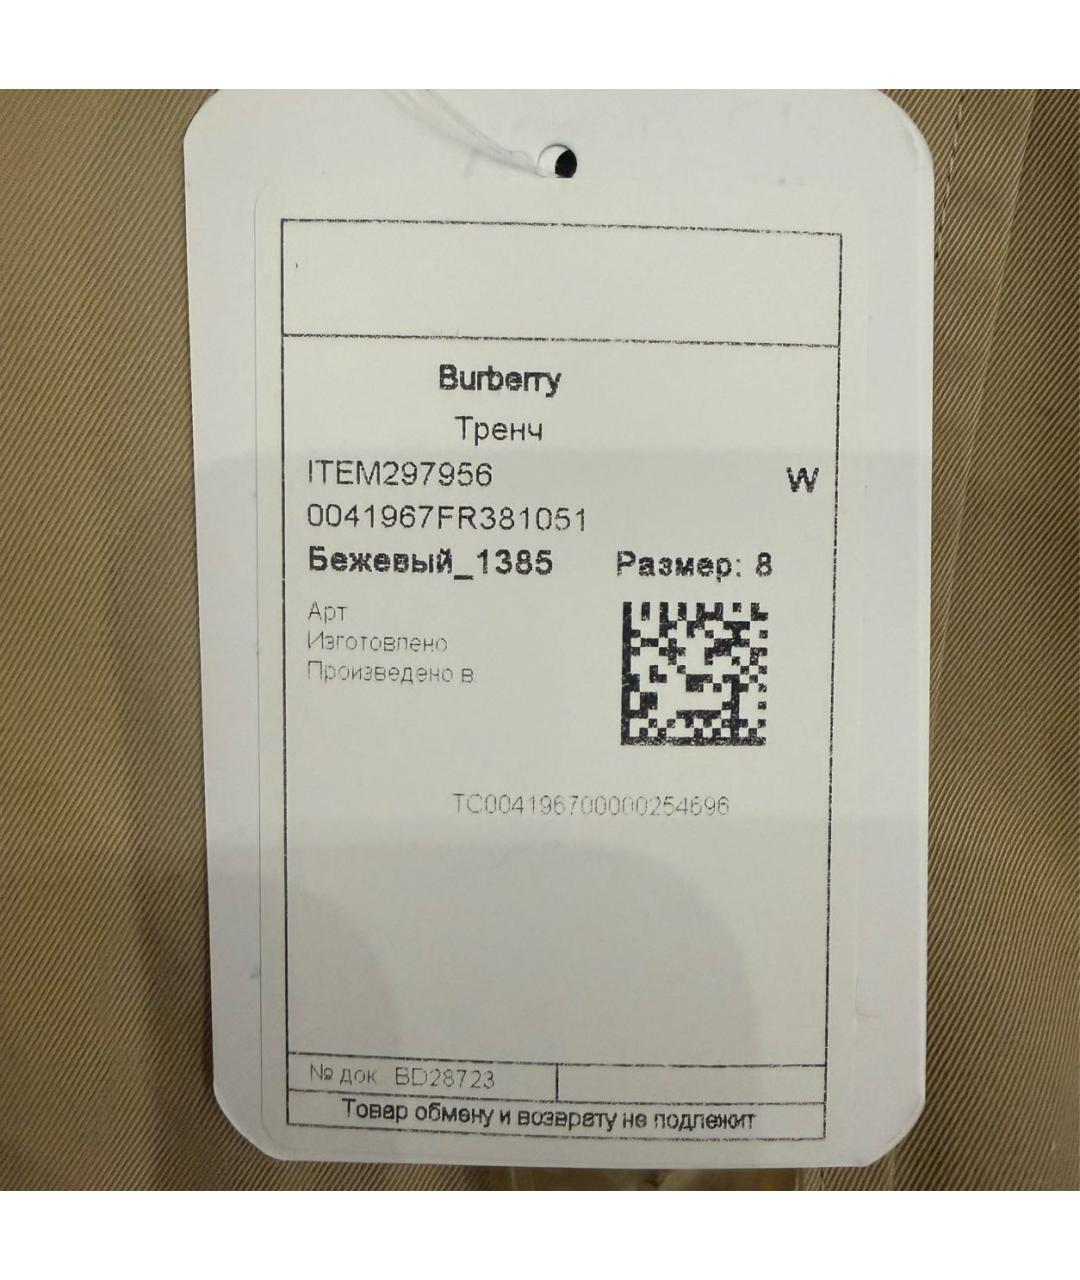 Burberry
Тренч
ITEM297956 W
0041967FR381051
Бежевый_1385 Размер: 8
Арт
Изготовлено
Произведено в:
TC004196700000254696
№ док. BD28723
Товар обмену и возврату не подлежит